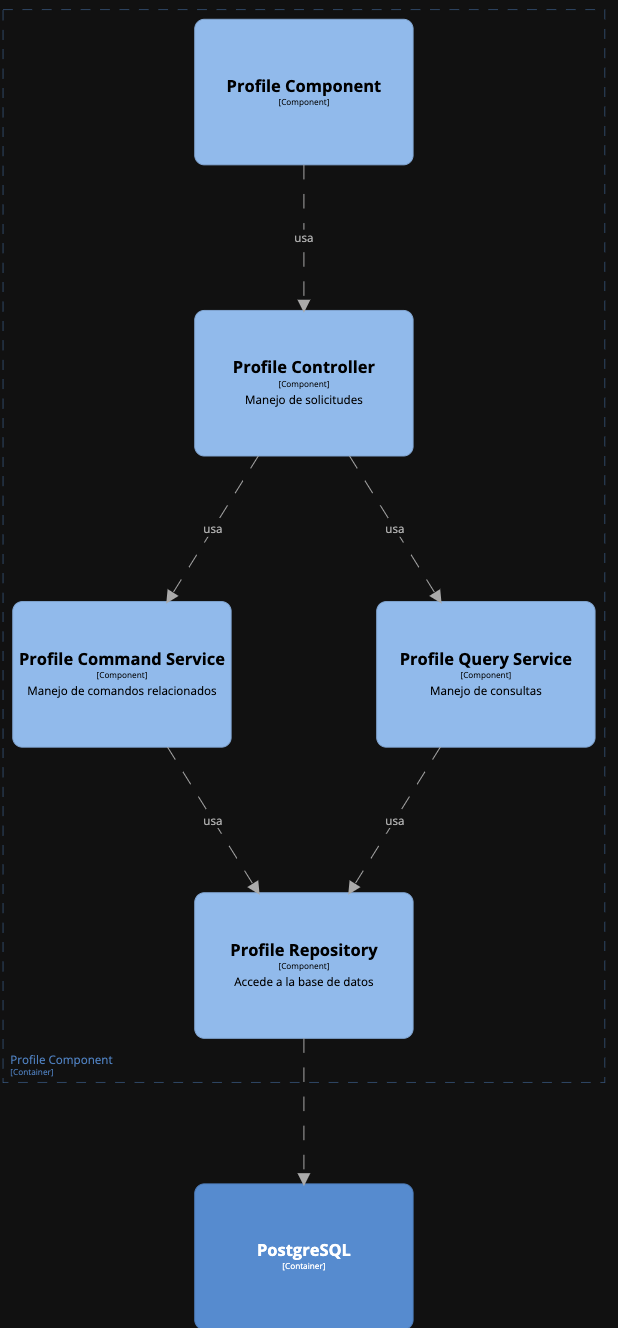 Profile Component
[Component]
usa
Profile Controller
[Component]
Manejo de solicitudes
usa
usa
Profile Command Service
[Component]
Manejo de comandos relacionados
Profile Query Service
[Component]
Manejo de consultas
usa
usa
Profile Repository
[Component]
Accede a la base de datos
Profile Component
[Container]
PostgreSQL
[Container]